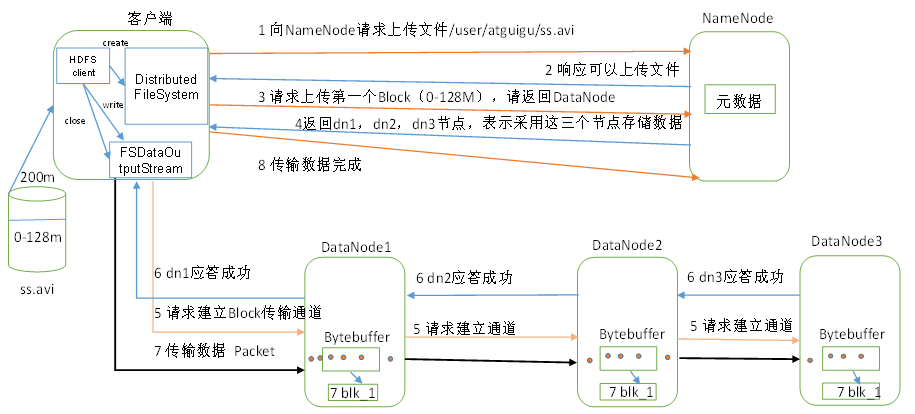 客户端
NameNode
create
HDFS
client
Distributed
FileSystem
write
close
FSDataOu
tputStream
1 向NameNode请求上传文件/user/atguigu/ss.avi
2 响应可以上传文件
3 请求上传第一个Block（0-128M），请返回DataNode
4返回dn1，dn2，dn3节点，表示采用这三个节点存储数据
8 传输数据完成
元数据
200m
0-128m
ss.avi
DataNode1
DataNode2
DataNode3
6 dn1应答成功
6 dn2应答成功
6 dn3应答成功
5 请求建立Block传输通道
5 请求建立通道
5 请求建立通道
7 传输数据 Packet
Bytebuffer
Bytebuffer
Bytebuffer
7 blk_1
7 blk_1
7 blk_1